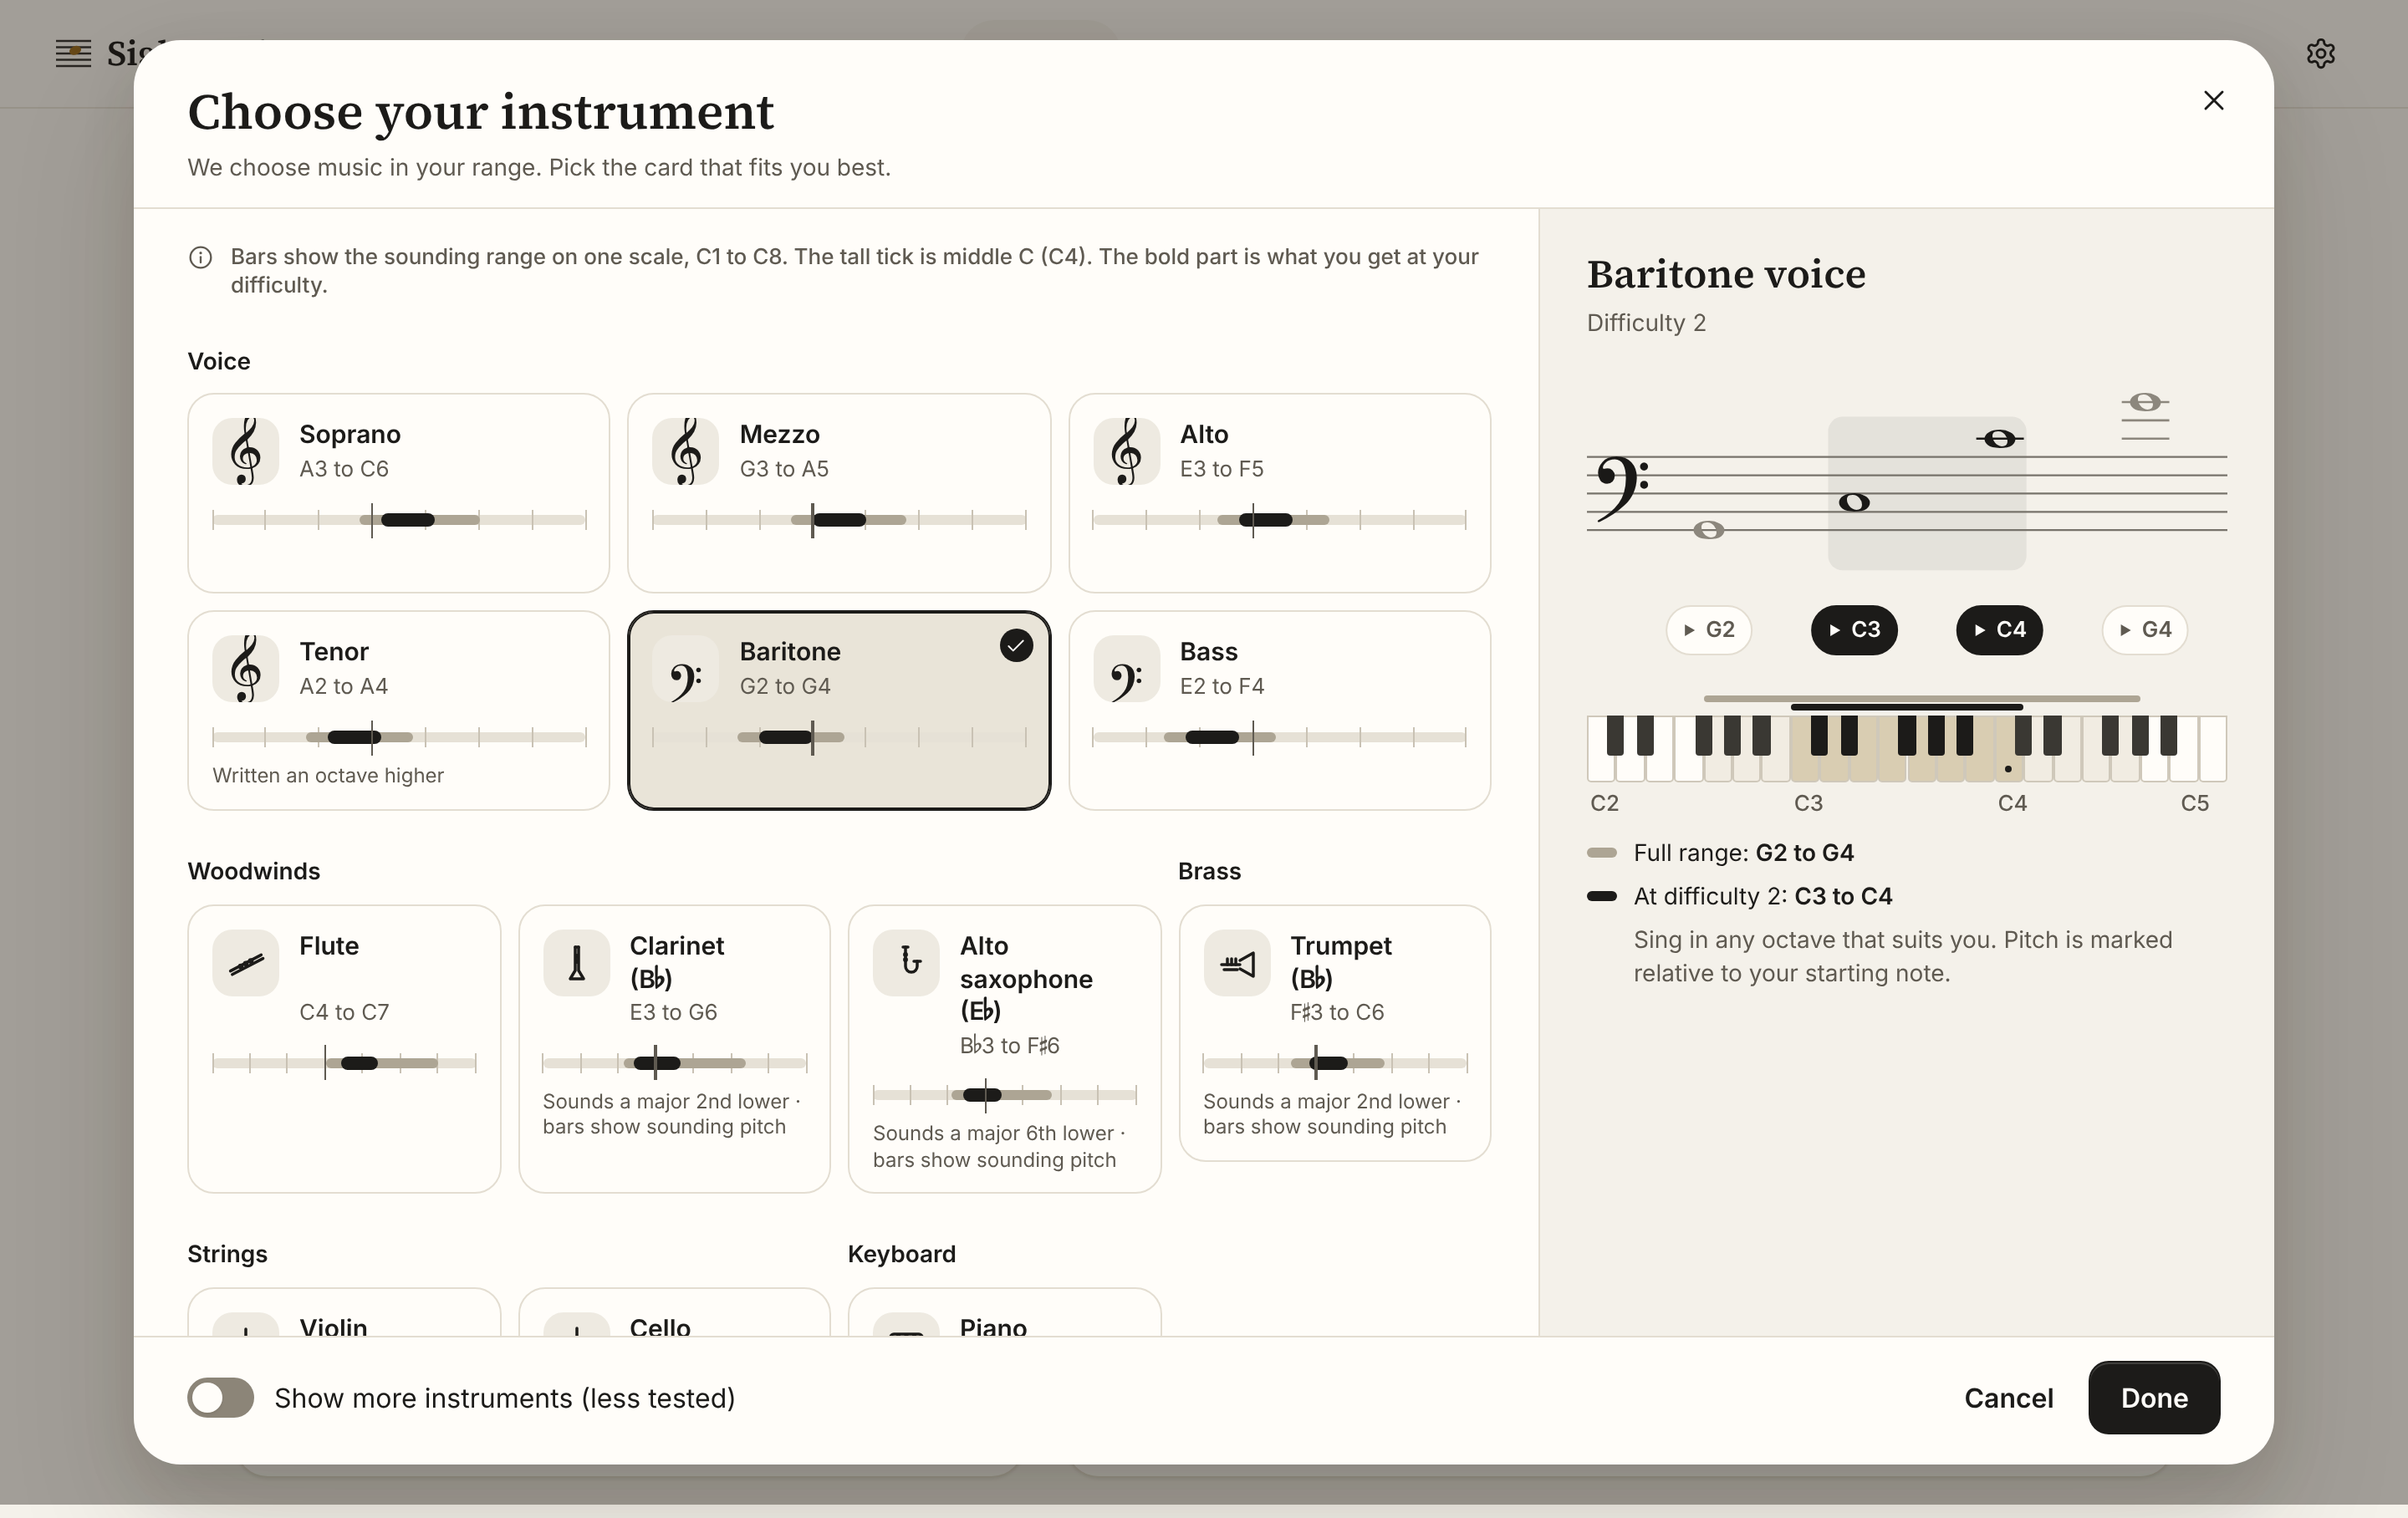 Choose your instrument
We choose music in your range. Pick the card that fits you best.
Bars show the sounding range on one scale, C1 to C8. The tall tick is middle C (C4). The bold part is what you get at your
difficulty.
Voice
Soprano
A3 to C6
Mezzo
G3 to A5
Alto
E3 to F5
Tenor
A2 to A4
Written an octave higher
Baritone
G2 to G4
Bass
E2 to F4
Woodwinds
Flute
C4 to C7
Clarinet
(B♭)
E3 to G6
Sounds a major 2nd lower ·
bars show sounding pitch
Alto
saxophone
(E♭)
B♭3 to F♯6
Sounds a major 6th lower ·
bars show sounding pitch
Brass
Trumpet
(B♭)
F♯3 to C6
Sounds a major 2nd lower ·
bars show sounding pitch
Strings
Violin
Cello
Keyboard
Piano
Baritone voice
Difficulty 2
G2
C3
C4
G4
C2
C3
C4
C5
Full range: G2 to G4
At difficulty 2: C3 to C4
Sing in any octave that suits you. Pitch is marked
relative to your starting note.
Show more instruments (less tested)
Cancel
Done